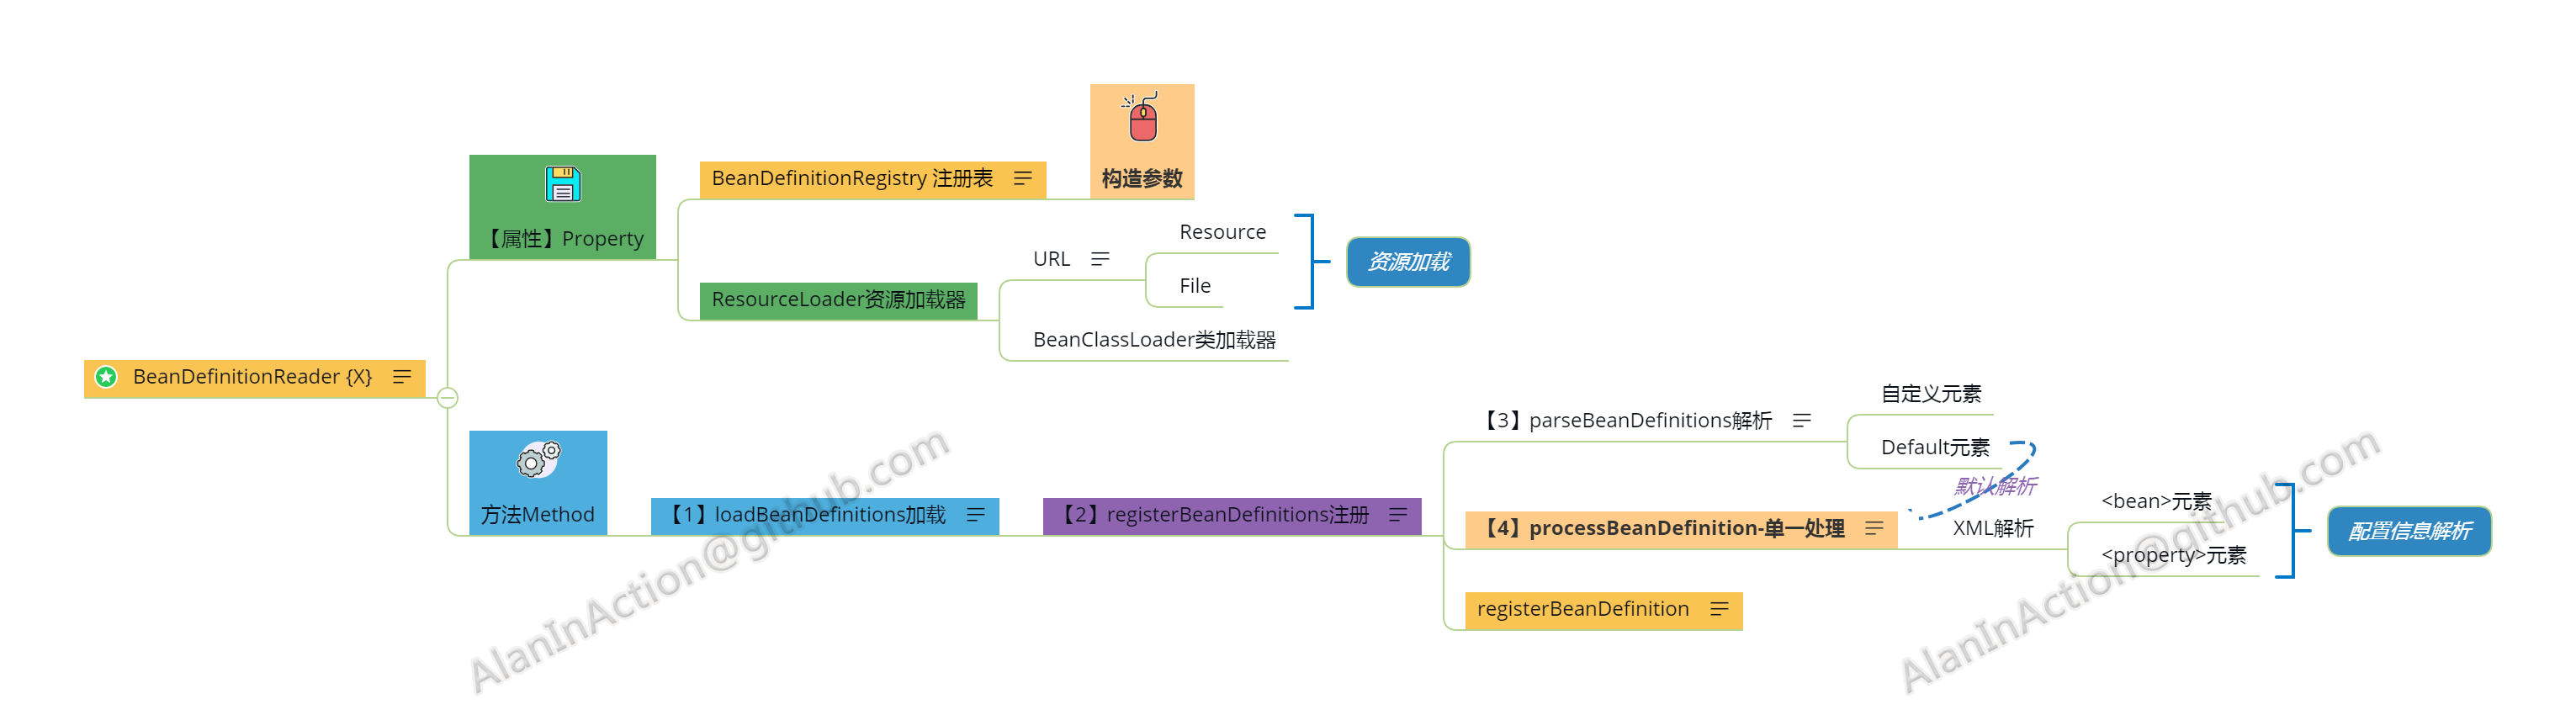 构造参数
BeanDefinitionRegistry 注册表
【属性】Property
Resource
URL
File
资源加载
ResourceLoader资源加载器
BeanClassLoader类加载器
BeanDefinitionReader {X}
方法Method
【1】loadBeanDefinitions加载
【2】registerBeanDefinitions注册
【3】parseBeanDefinitions解析
自定义元素
Default元素
默认解析
【4】processBeanDefinition-单一处理
XML解析
<bean>元素
<property>元素
配置信息解析
registerBeanDefinition
AlanInAction@github.com
AlanInAction@github.com